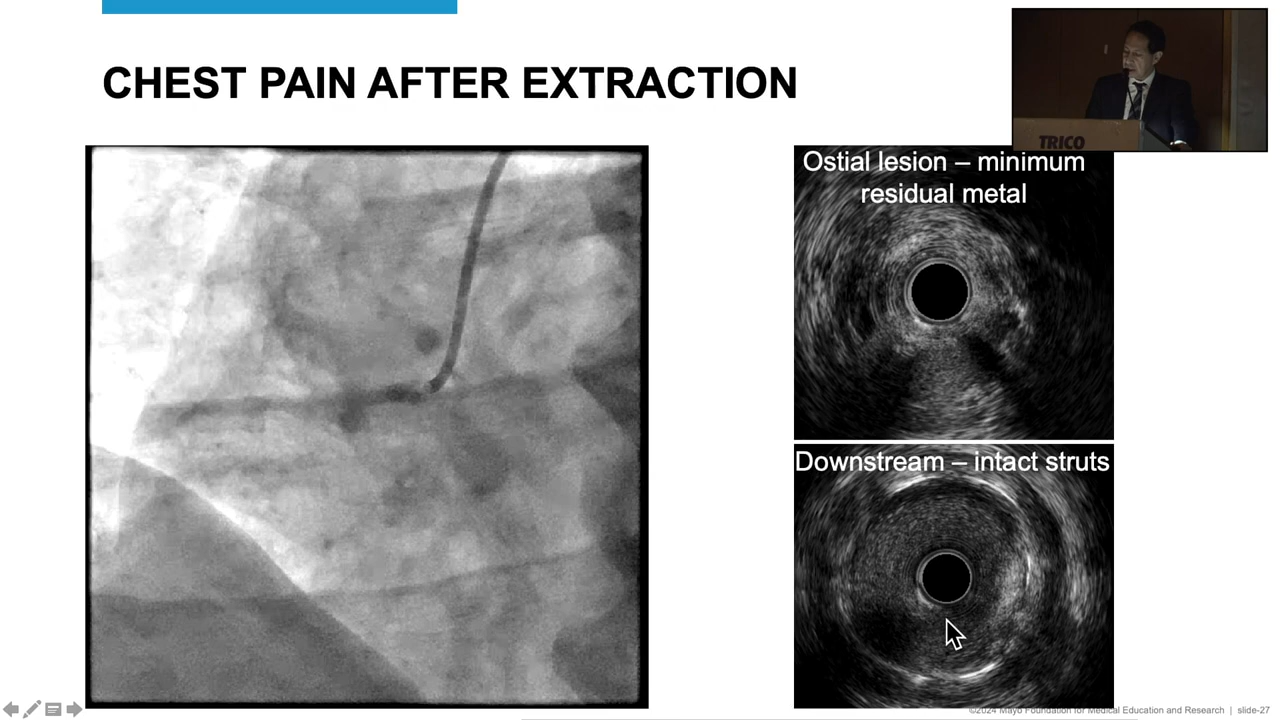 CHEST PAIN AFTER EXTRACTION
TRICO
Ostial lesion – minimum
residual metal
Downstream – intact struts
©2024 Mayo Foundation for Medical Education and Research | slide-27